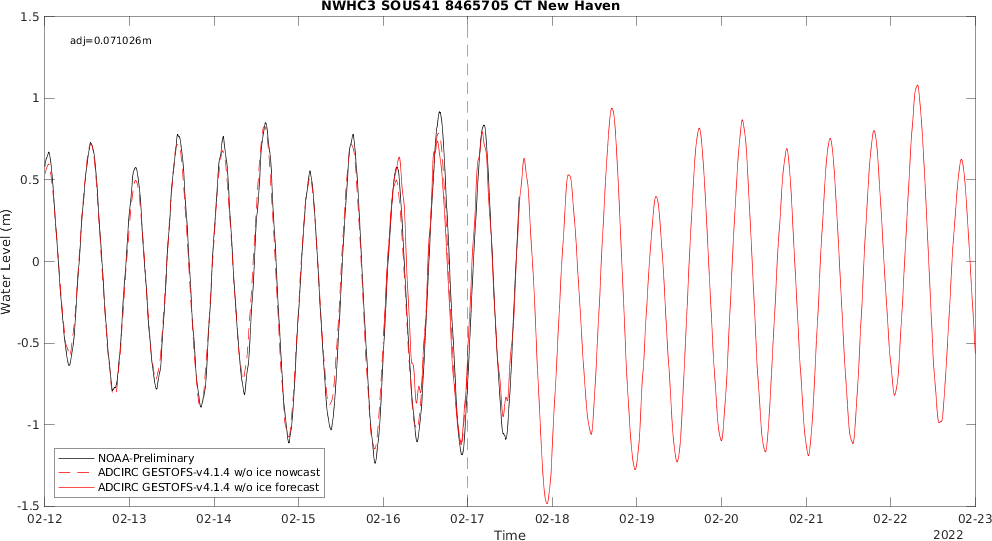 NWHC3 SOUS41 8465705 CT New Haven
adj=0.071026m
1.5
1
0.5
0
-0.5
-1
-1.5
Water Level (m)
NOAA-Preliminary
ADCIRC GESTOFS-v4.1.4 w/o ice nowcast
ADCIRC GESTOFS-v4.1.4 w/o ice forecast
02-12 02-13 02-14 02-15 02-16 02-17 02-18 02-19 02-20 02-21 02-22 02-23
Time
2022